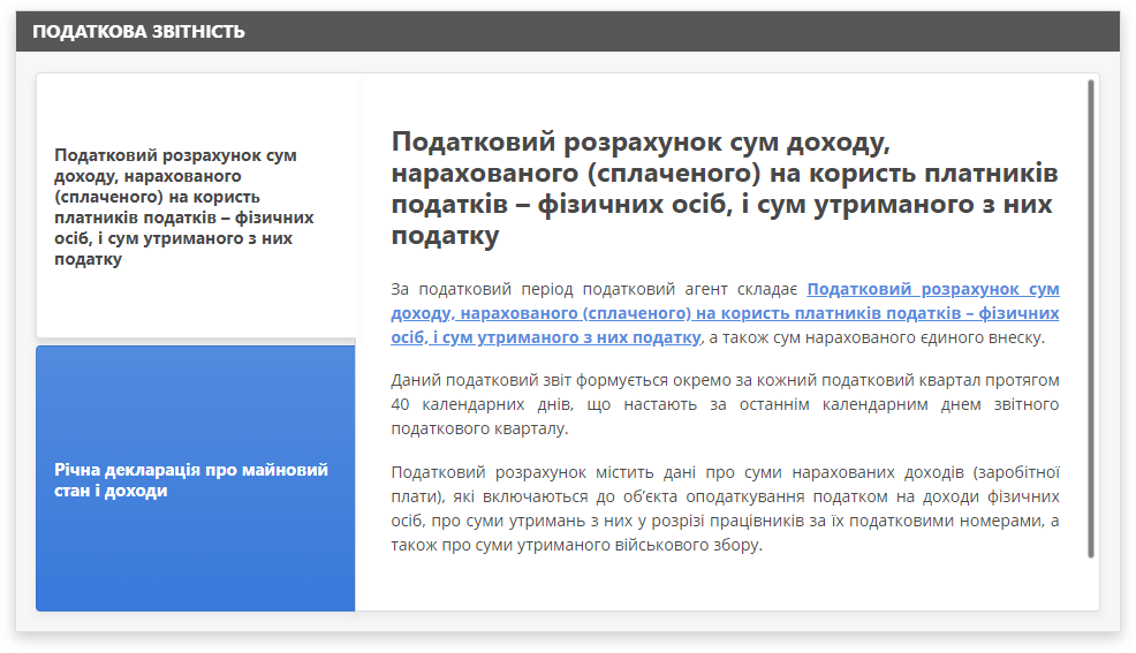 ПОДАТКОВА ЗВІТНІСТЬ
Податковий розрахунок сум
доходу, нарахованого
(сплаченого) на користь
платників податків – фізичних
осіб, і сум утриманого з них
податку
Річна декларація про майновий
стан і доходи
Податковий розрахунок сум доходу,
нарахованого (сплаченого) на користь платників
податків – фізичних осіб, і сум утриманого з них
податку
За податковий період податковий агент складає Податковий розрахунок сум
доходу, нарахованого (сплаченого) на користь платників податків – фізичних
осіб, і сум утриманого з них податку, а також сум нарахованого єдиного внеску.
Даний податковий звіт формується окремо за кожний податковий квартал протягом
40 календарних днів, що настають за останнім календарним днем звітного
податкового кварталу.
Податковий розрахунок містить дані про суми нарахованих доходів (заробітної
плати), які включаються до об’єкта оподаткування податком на доходи фізичних
осіб, про суми утримань з них у розрізі працівників за їх податковими номерами, а
також про суми утриманого військового збору.